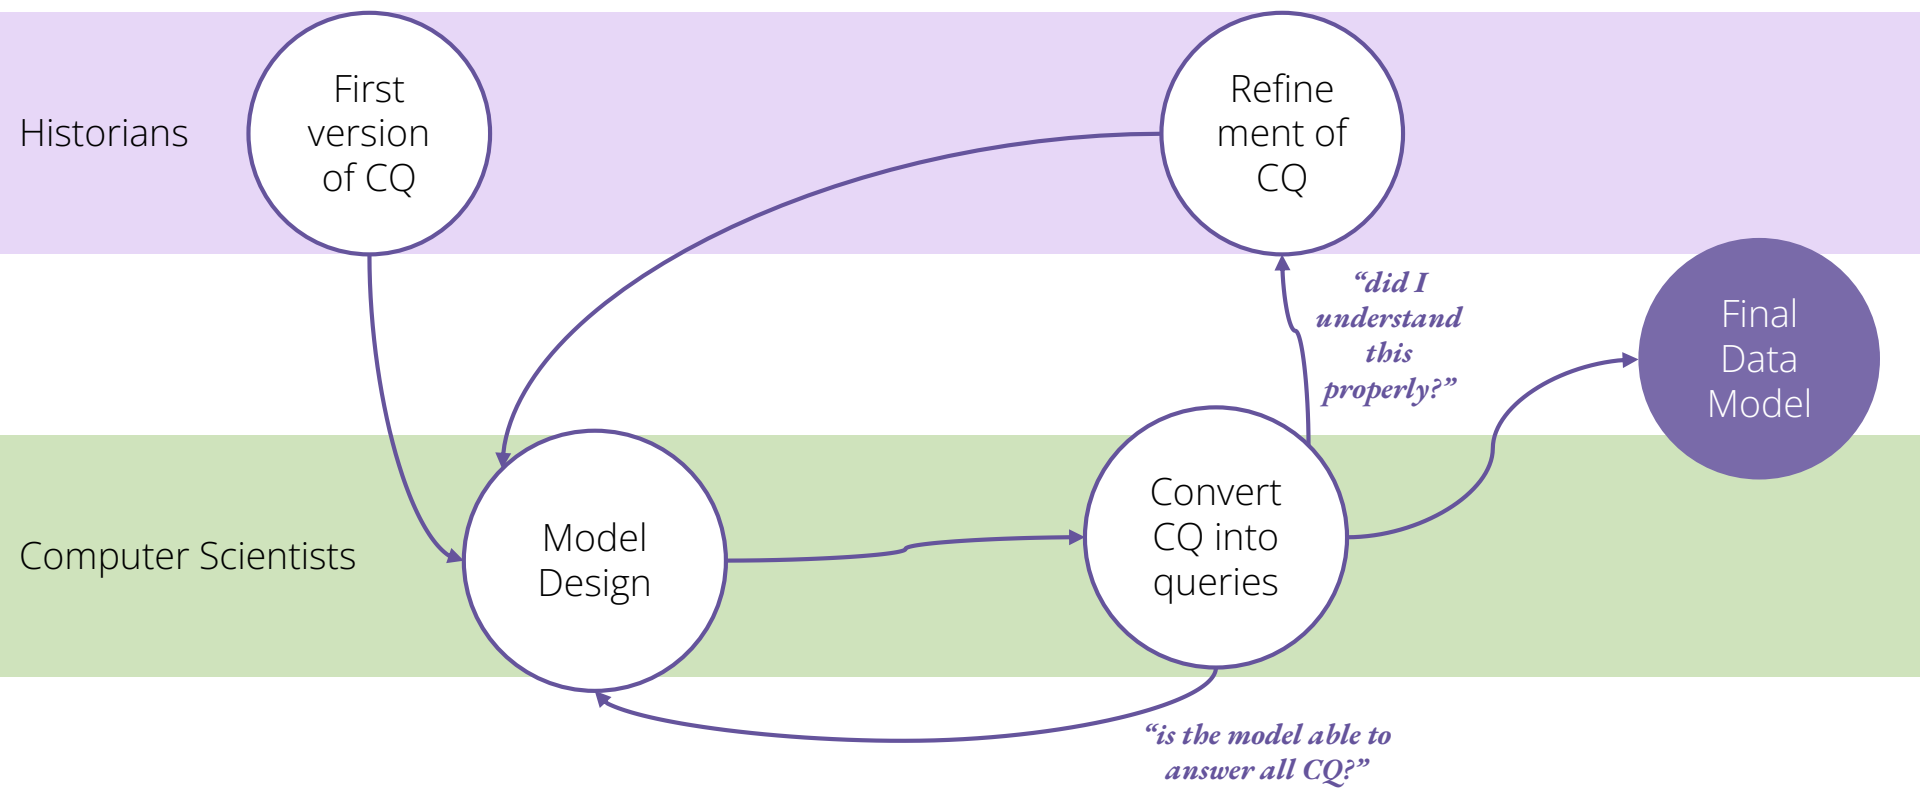 Historians
First
version
of CQ
Refine
ment of
CQ
“did I
understand
this
properly?”
Final
Data
Model
Computer Scientists
Model
Design
Convert
CQ into
queries
“is the model able to
answer all CQ?”